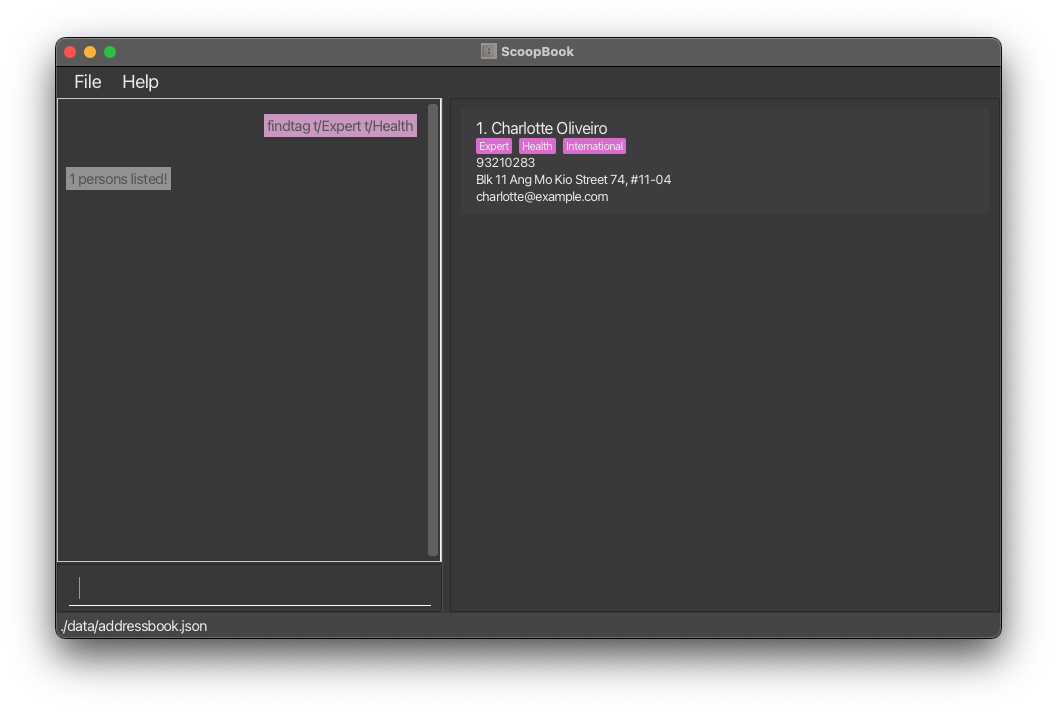 ScoopBook
File Help
findtag t/Expert t/Health
1 persons listed!
1. Charlotte Oliveiro
Expert Health International
93210283
Blk 11 Ang Mo Kio Street 74, #11-04
charlotte@example.com
./data/addressbook.json